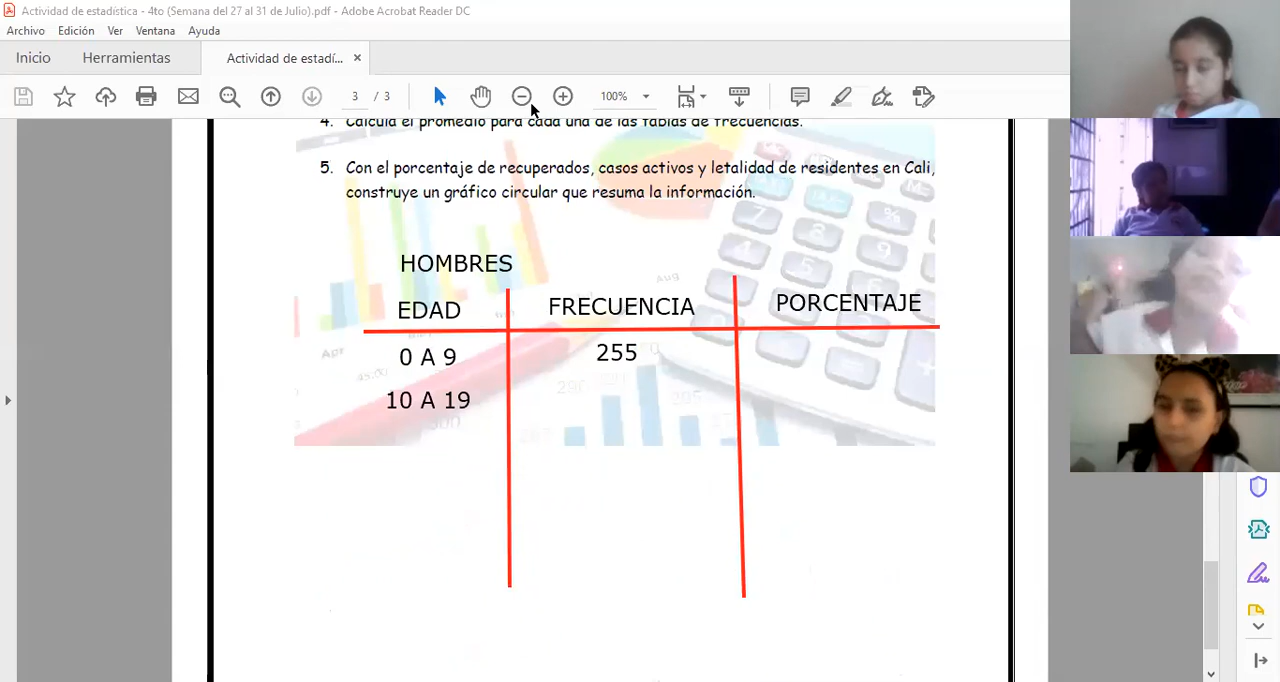 Actividad de estadística - 4to (Semana del 27 al 31 de Julio).pdf - Adobe Acrobat Reader DC
Archivo Edición Ver Ventana Ayuda
Inicio Herramientas Actividad de estadí... ×
3 / 3 100%
4. Calcula el promedio para cada una de las tablas de frecuencias.
5. Con el porcentaje de recuperados, casos activos y letalidad de residentes en Cali,
construye un gráfico circular que resuma la información.
HOMBRES
EDAD FRECUENCIA PORCENTAJE
0 A 9 255
10 A 19
Aug
Apr